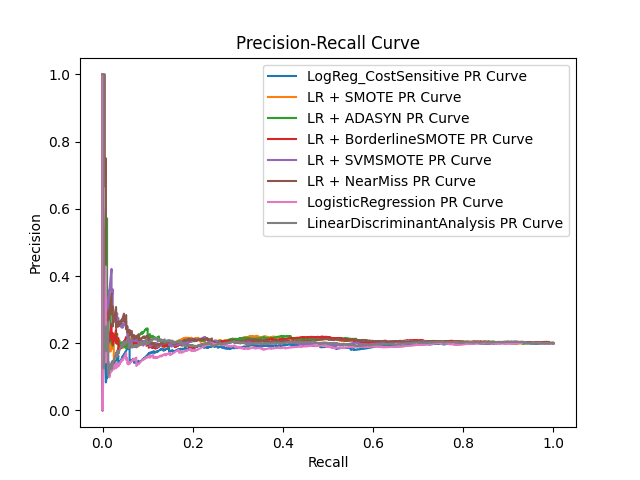 Precision-Recall Curve
LogReg_CostSensitive PR Curve
LR + SMOTE PR Curve
LR + ADASYN PR Curve
LR + BorderlineSMOTE PR Curve
LR + SVMSMOTE PR Curve
LR + NearMiss PR Curve
LogisticRegression PR Curve
LinearDiscriminantAnalysis PR Curve
Precision
1.0
0.8
0.6
0.4
0.2
0.0
0.0 0.2 0.4 0.6 0.8 1.0
Recall